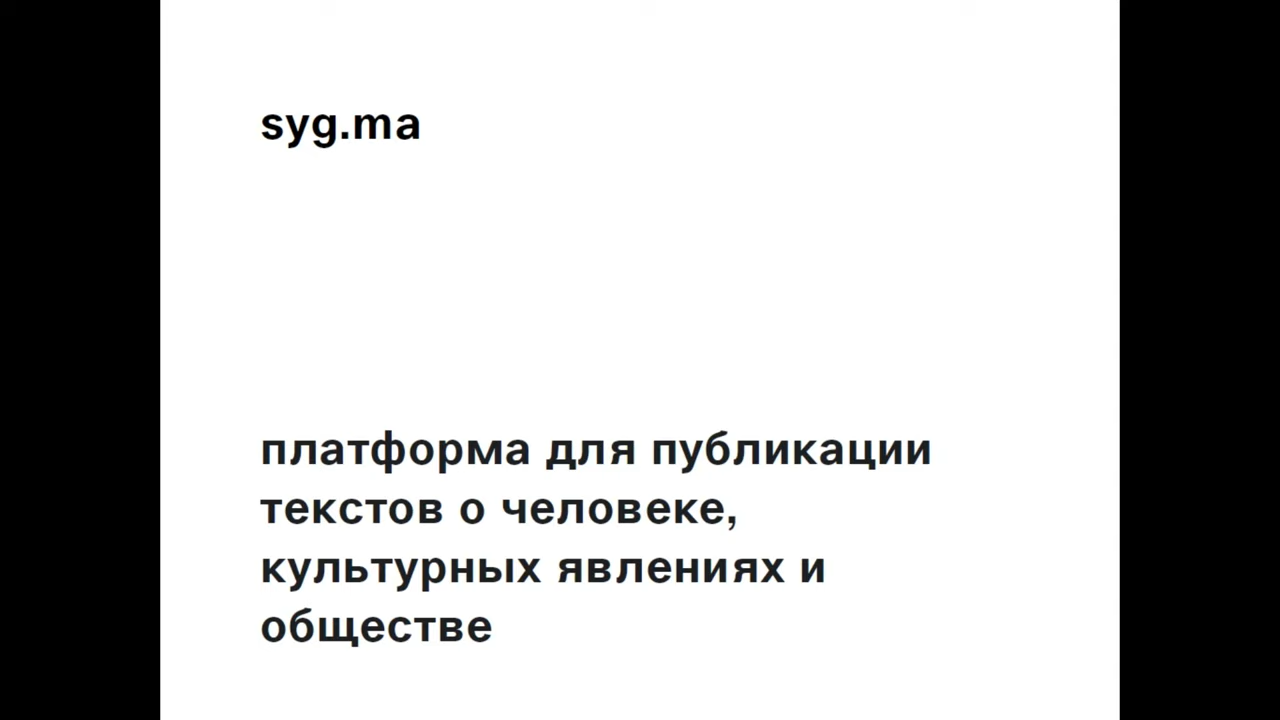 syg.ma
платформа для публикации
текстов о человеке,
культурных явлениях и
обществе